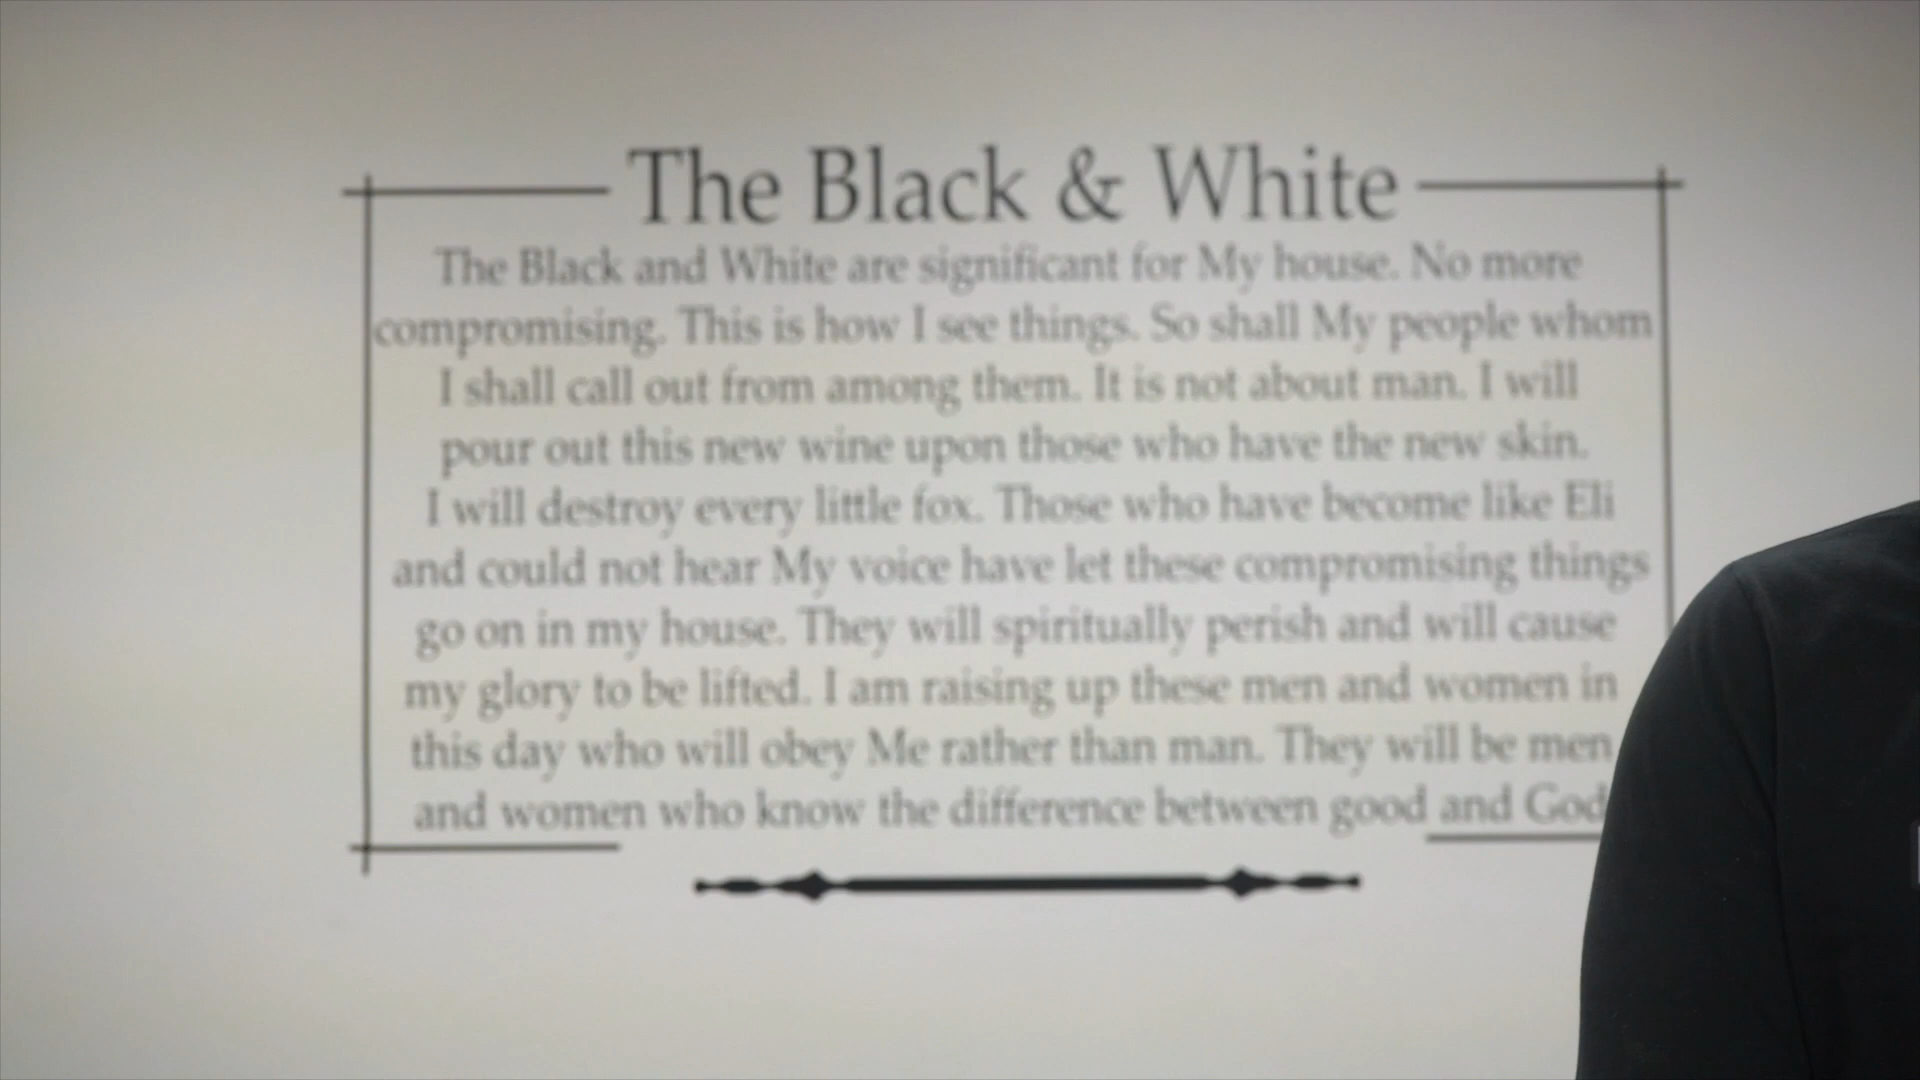 The Black & White
The Black and White are significant for My house. No more
compromising. This is how I see things. So shall My people whom
I shall call out from among them. It is not about man. I will
pour out this new wine upon those who have the new skin.
I will destroy every little fox. Those who have become like Eli
and could not hear My voice have let these compromising things
go on in my house. They will spiritually perish and will cause
my glory to be lifted. I am raising up these men and women in
this day who will obey Me rather than man. They will be men
and women who know the difference between good and God